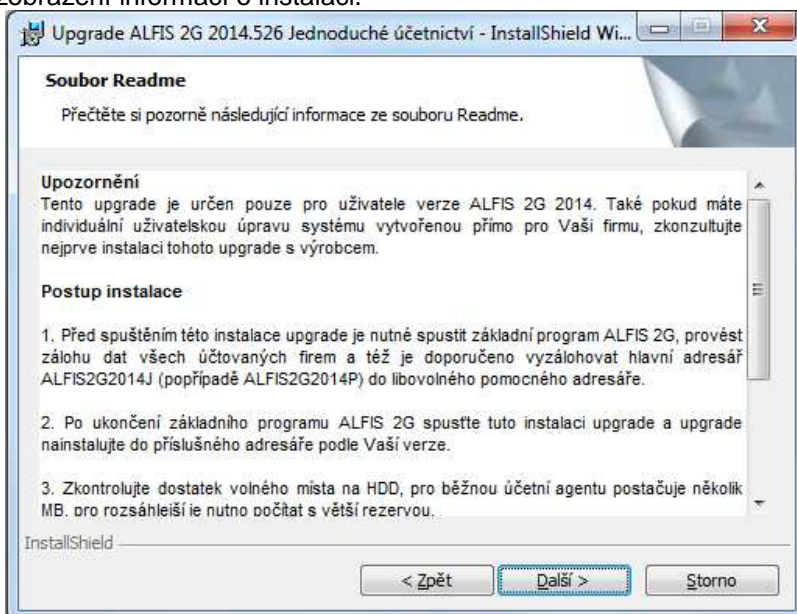 zobrazení informací o instalaci.
Upgrade ALFIS 2G 2014.526 Jednoduché účetnictví - InstallShield Wi...
Soubor Readme
Přečtěte si pozorně následující informace ze souboru Readme.
Upozornění
Tento upgrade je určen pouze pro uživatele verze ALFIS 2G 2014. Také pokud máte
individuální uživatelskou úpravu systému vytvořenou přímo pro Vaši firmu, zkonzultujte
nejprve instalaci tohoto upgrade s výrobcem.
Postup instalace
1. Před spuštěním této instalace upgrade je nutné spustit základní program ALFIS 2G, provést
zálohu dat všech účtovaných firem a též je doporučeno vyzálohovat hlavní adresář
ALFIS2G2014J (popřípadě ALFIS2G2014P) do libovolného pomocného adresáře.
2. Po ukončení základního programu ALFIS 2G spusťte tuto instalaci upgrade a upgrade
nainstalujte do příslušného adresáře podle Vaší verze.
3. Zkontrolujte dostatek volného místa na HDD, pro běžnou účetní agentu postačuje několik
MB, pro rozsáhlejší je nutno počítat s větší rezervou.
InstallShield
< Zpět
Další >
Storno